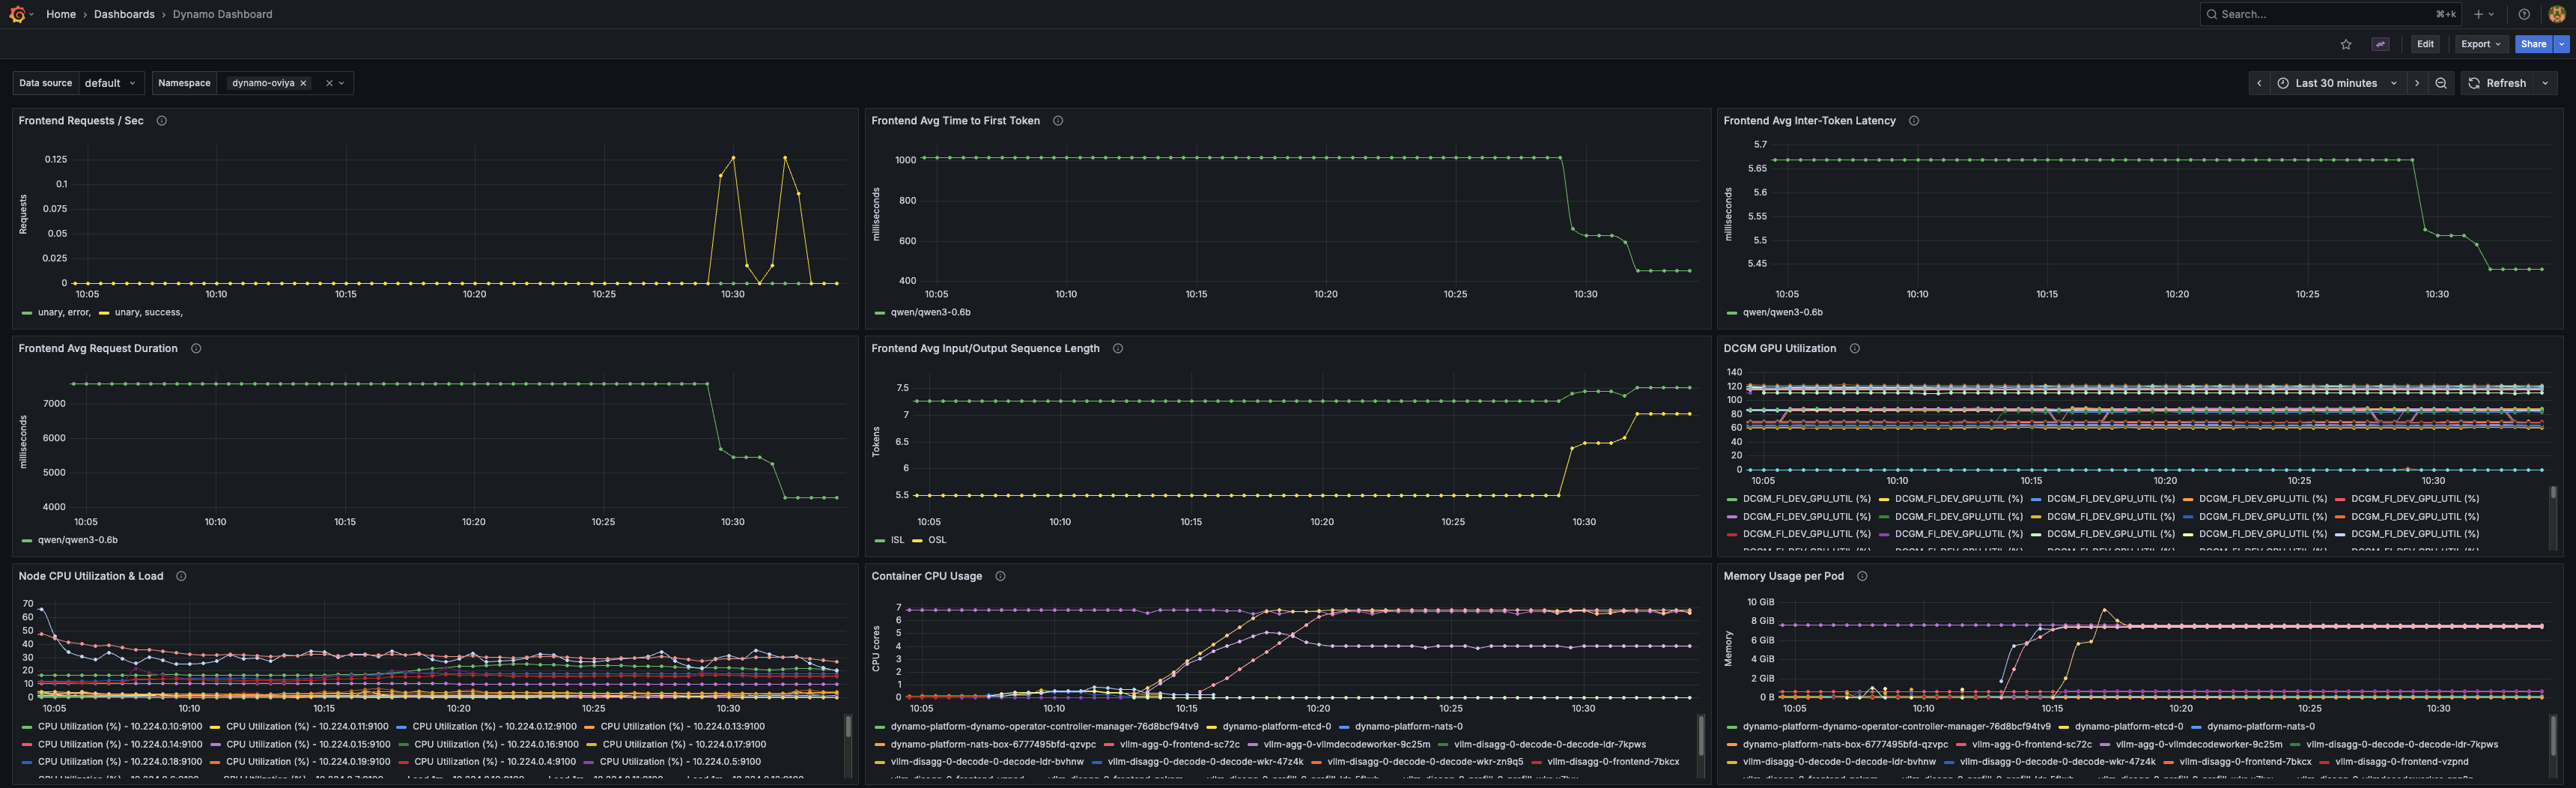 Home › Dashboards › Dynamo Dashboard
Search... ⌘+k
Edit Export Share
Data source default Namespace dynamo-oviya
Last 30 minutes Refresh
Frontend Requests / Sec
Requests
0.125
0.1
0.075
0.05
0.025
0
10:05 10:10 10:15 10:20 10:25 10:30
unary, error, unary, success,
Frontend Avg Time to First Token
milliseconds
1000
800
600
400
10:05 10:10 10:15 10:20 10:25 10:30
qwen/qwen3-0.6b
Frontend Avg Inter-Token Latency
milliseconds
5.7
5.65
5.6
5.55
5.5
5.45
10:05 10:10 10:15 10:20 10:25 10:30
qwen/qwen3-0.6b
Frontend Avg Request Duration
milliseconds
7000
6000
5000
4000
10:05 10:10 10:15 10:20 10:25 10:30
qwen/qwen3-0.6b
Frontend Avg Input/Output Sequence Length
Tokens
7.5
7
6.5
6
5.5
10:05 10:10 10:15 10:20 10:25 10:30
ISL OSL
DCGM GPU Utilization
140
120
100
80
60
40
20
0
10:05 10:10 10:15 10:20 10:25 10:30
DCGM_FI_DEV_GPU_UTIL (%) DCGM_FI_DEV_GPU_UTIL (%) DCGM_FI_DEV_GPU_UTIL (%) DCGM_FI_DEV_GPU_UTIL (%) DCGM_FI_DEV_GPU_UTIL (%)
DCGM_FI_DEV_GPU_UTIL (%) DCGM_FI_DEV_GPU_UTIL (%) DCGM_FI_DEV_GPU_UTIL (%) DCGM_FI_DEV_GPU_UTIL (%) DCGM_FI_DEV_GPU_UTIL (%)
DCGM_FI_DEV_GPU_UTIL (%) DCGM_FI_DEV_GPU_UTIL (%) DCGM_FI_DEV_GPU_UTIL (%) DCGM_FI_DEV_GPU_UTIL (%) DCGM_FI_DEV_GPU_UTIL (%)
Node CPU Utilization & Load
70
60
50
40
30
20
10
0
10:05 10:10 10:15 10:20 10:25 10:30
CPU Utilization (%) - 10.224.0.10:9100 CPU Utilization (%) - 10.224.0.11:9100 CPU Utilization (%) - 10.224.0.12:9100 CPU Utilization (%) - 10.224.0.13:9100
CPU Utilization (%) - 10.224.0.14:9100 CPU Utilization (%) - 10.224.0.15:9100 CPU Utilization (%) - 10.224.0.16:9100 CPU Utilization (%) - 10.224.0.17:9100
CPU Utilization (%) - 10.224.0.18:9100 CPU Utilization (%) - 10.224.0.19:9100 CPU Utilization (%) - 10.224.0.4:9100 CPU Utilization (%) - 10.224.0.5:9100
Container CPU Usage
CPU cores
7
6
5
4
3
2
1
0
10:05 10:10 10:15 10:20 10:25 10:30
dynamo-platform-dynamo-operator-controller-manager-76d8bcf94tv9 dynamo-platform-etcd-0 dynamo-platform-nats-0
dynamo-platform-nats-box-6777495bfd-qzvpc vllm-agg-0-frontend-sc72c vllm-agg-0-vllmdecodeworker-9c25m vllm-disagg-0-decode-0-decode-ldr-7kpws
vllm-disagg-0-decode-0-decode-ldr-bvhnw vllm-disagg-0-decode-0-decode-wkr-47z4k vllm-disagg-0-decode-0-decode-wkr-zn9q5 vllm-disagg-0-frontend-7bkcx
Memory Usage per Pod
Memory
10 GiB
8 GiB
6 GiB
4 GiB
2 GiB
0 B
10:05 10:10 10:15 10:20 10:25 10:30
dynamo-platform-dynamo-operator-controller-manager-76d8bcf94tv9 dynamo-platform-etcd-0 dynamo-platform-nats-0
dynamo-platform-nats-box-6777495bfd-qzvpc vllm-agg-0-frontend-sc72c vllm-agg-0-vllmdecodeworker-9c25m vllm-disagg-0-decode-0-decode-ldr-7kpws
vllm-disagg-0-decode-0-decode-ldr-bvhnw vllm-disagg-0-decode-0-decode-wkr-47z4k vllm-disagg-0-frontend-7bkcx vllm-disagg-0-frontend-vzpnd